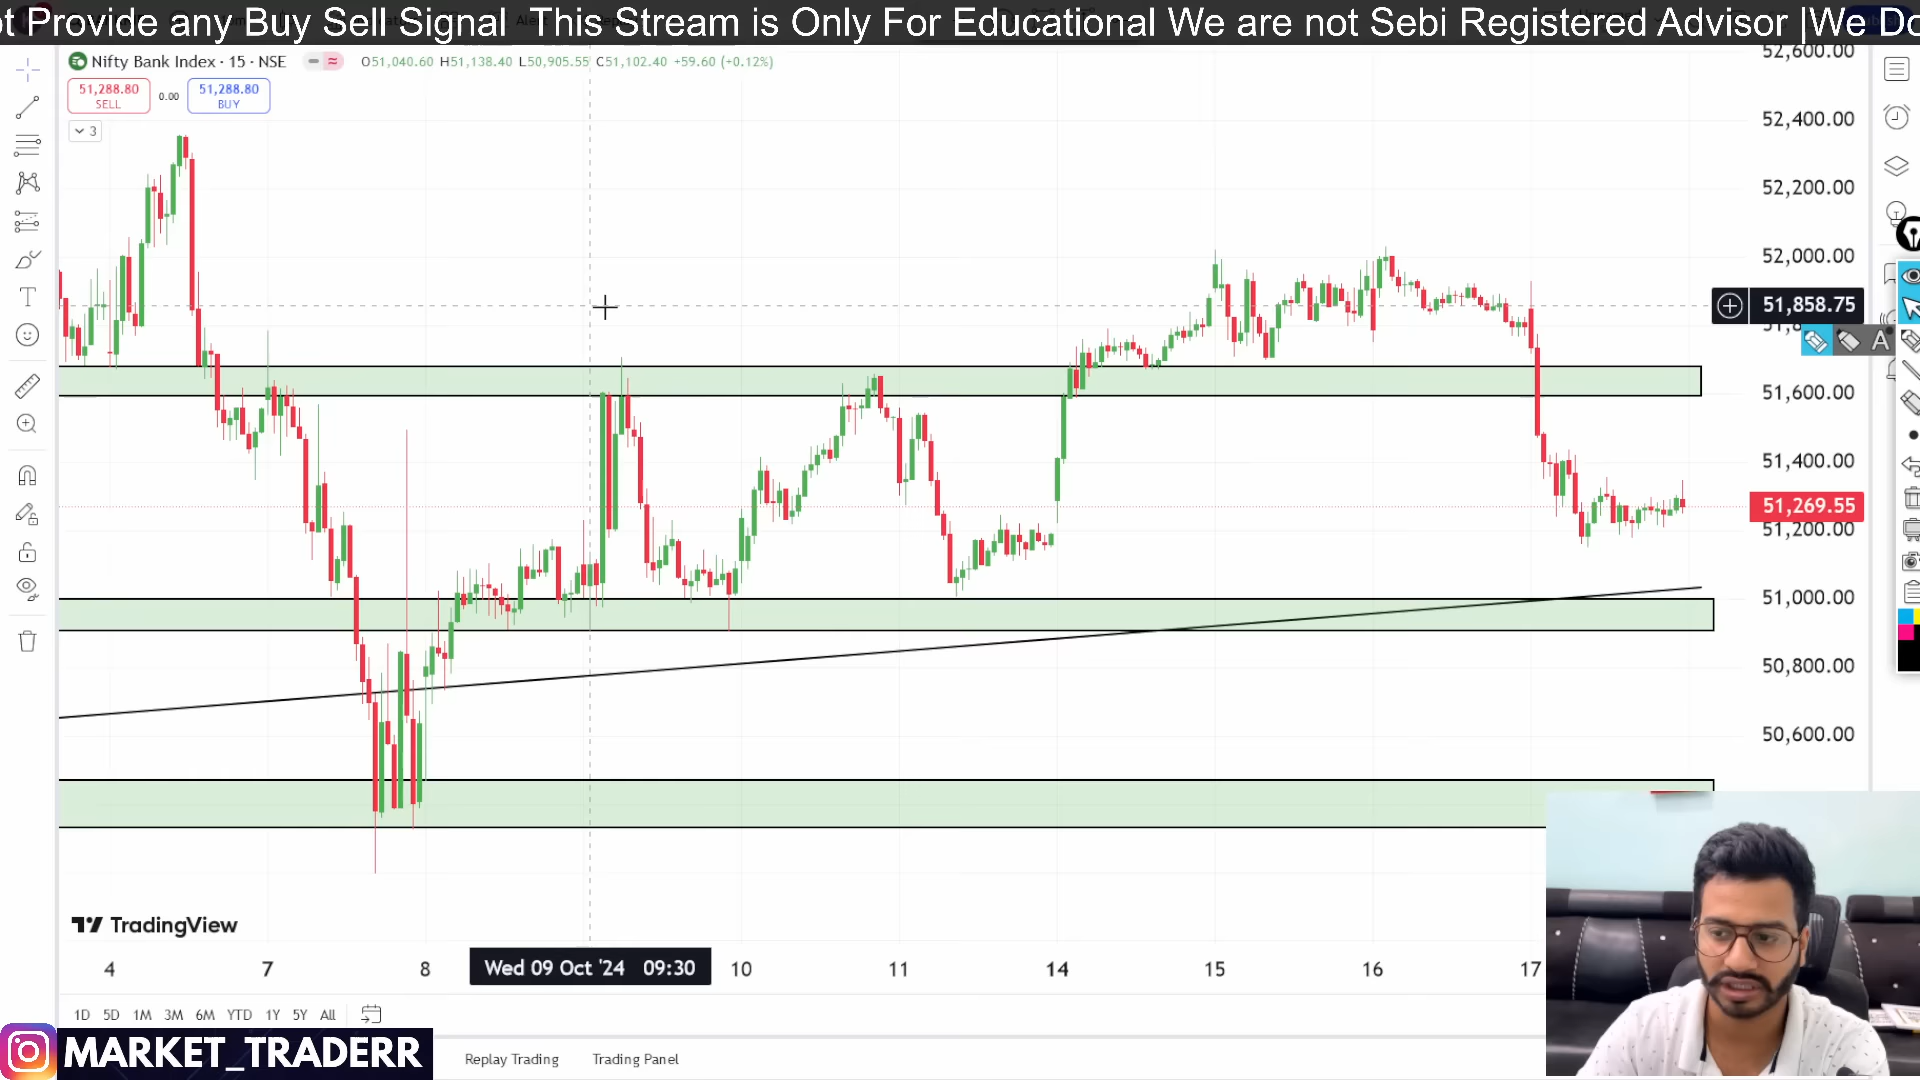 ot Provide any Buy Sell Signal This Stream is Only For Educational We are not Sebi Registered Advisor |We Do
52,600.00
Nifty Bank Index · 15 · NSE
O51,040.60 H51,138.40 L50,905.55 C51,102.40 +59.60 (+0.12%)
51,288.80
SELL
0.00
51,288.80
BUY
3
52,400.00
52,200.00
52,000.00
51,858.75
A
51,600.00
51,400.00
51,269.55
51,200.00
51,000.00
50,800.00
50,600.00
TradingView
4
7
8
Wed 09 Oct '24 09:30
10
11
14
15
16
17
1D 5D 1M 3M 6M YTD 1Y 5Y All
MARKET_TRADERR
Replay Trading
Trading Panel